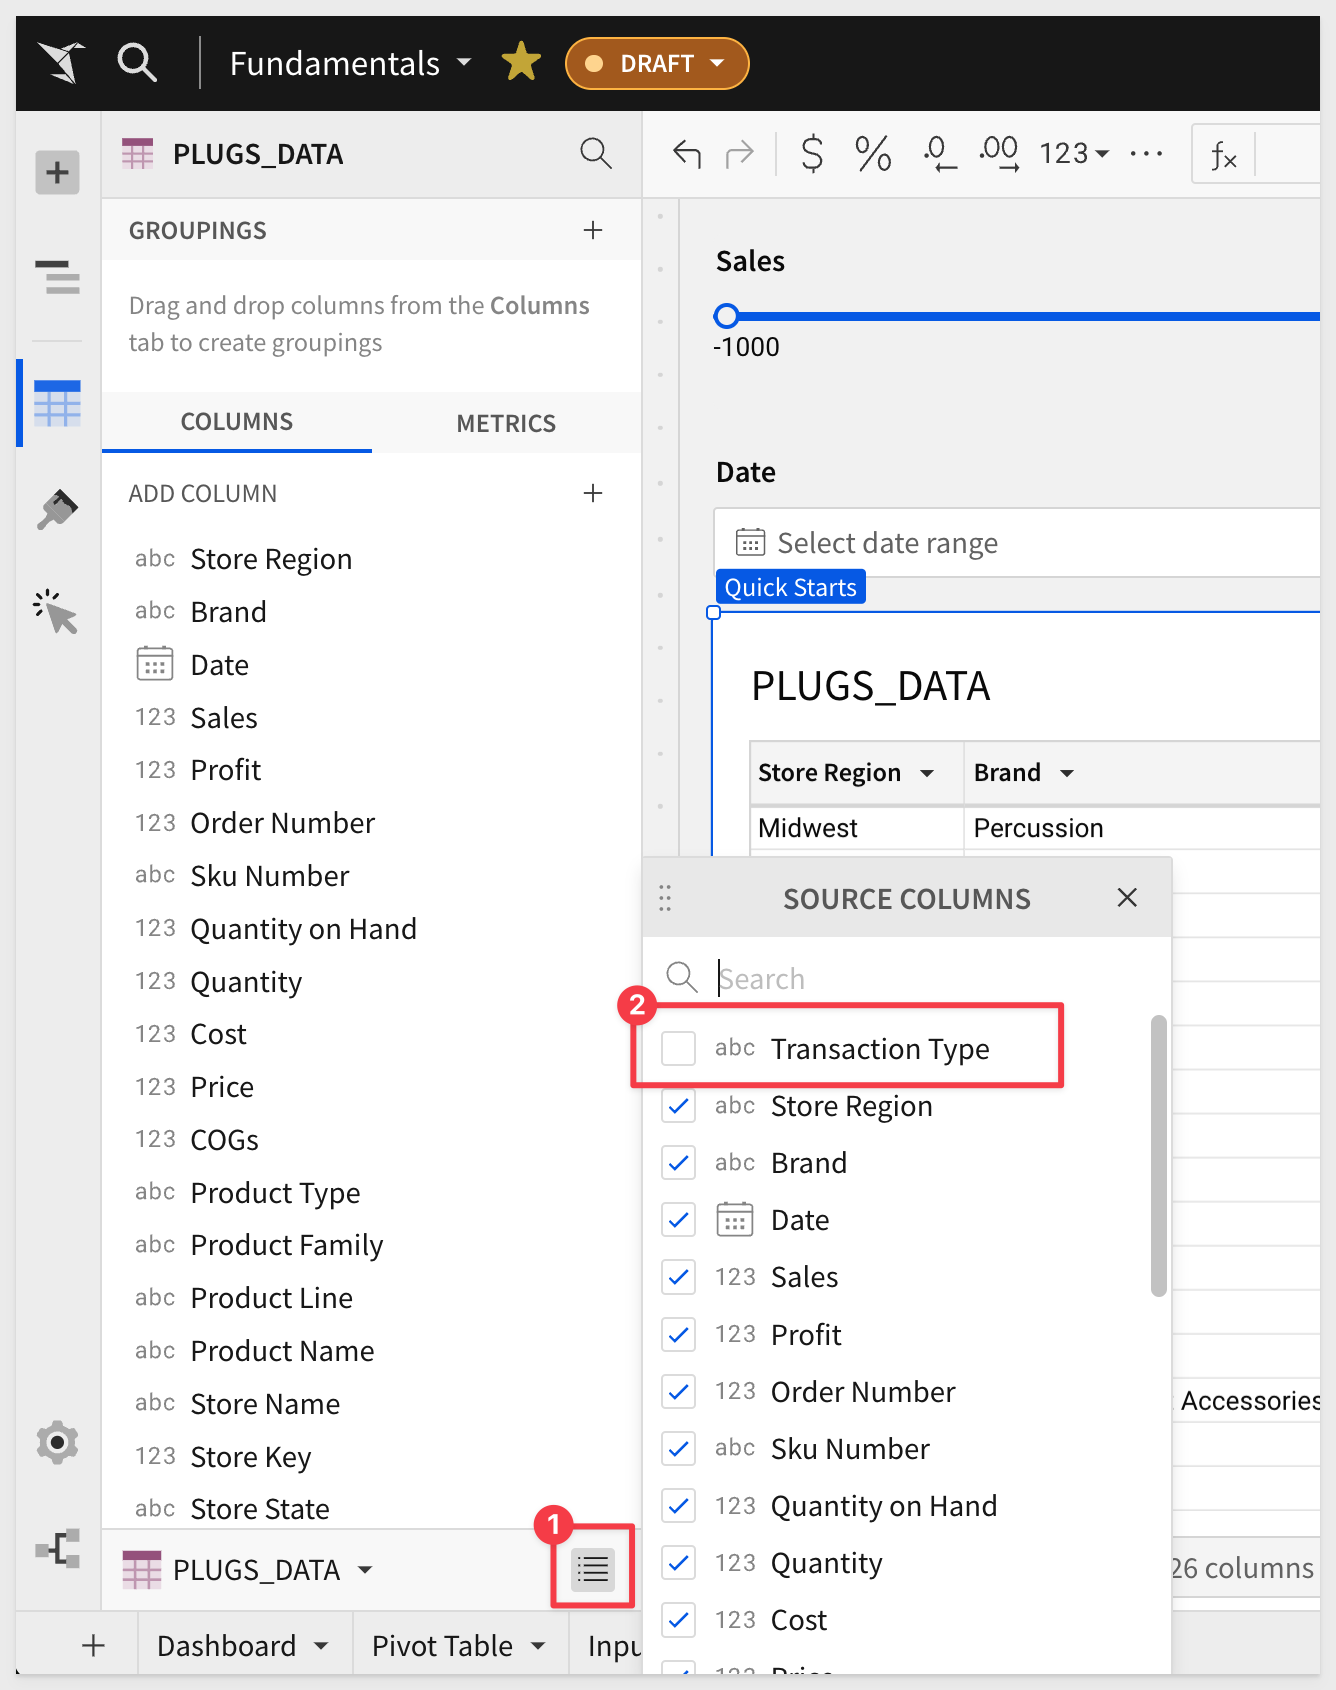 Fundamentals
DRAFT
PLUGS_DATA
$ % .0 .00 123 ... fx
GROUPINGS
Drag and drop columns from the Columns
tab to create groupings
COLUMNS METRICS
ADD COLUMN
abc Store Region
abc Brand
Date
123 Sales
123 Profit
123 Order Number
abc Sku Number
123 Quantity on Hand
123 Quantity
123 Cost
123 Price
123 COGs
abc Product Type
abc Product Family
abc Product Line
abc Product Name
abc Store Name
123 Store Key
abc Store State
PLUGS_DATA
1
Dashboard
Pivot Table
Inpu
Sales
-1000
Date
Select date range
Quick Starts
PLUGS_DATA
Store Region Brand
Midwest Percussion
SOURCE COLUMNS
Search
2
abc Transaction Type
abc Store Region
abc Brand
Date
123 Sales
123 Profit
123 Order Number
abc Sku Number
123 Quantity on Hand
123 Quantity
123 Cost
123 Price
Accessories
26 columns